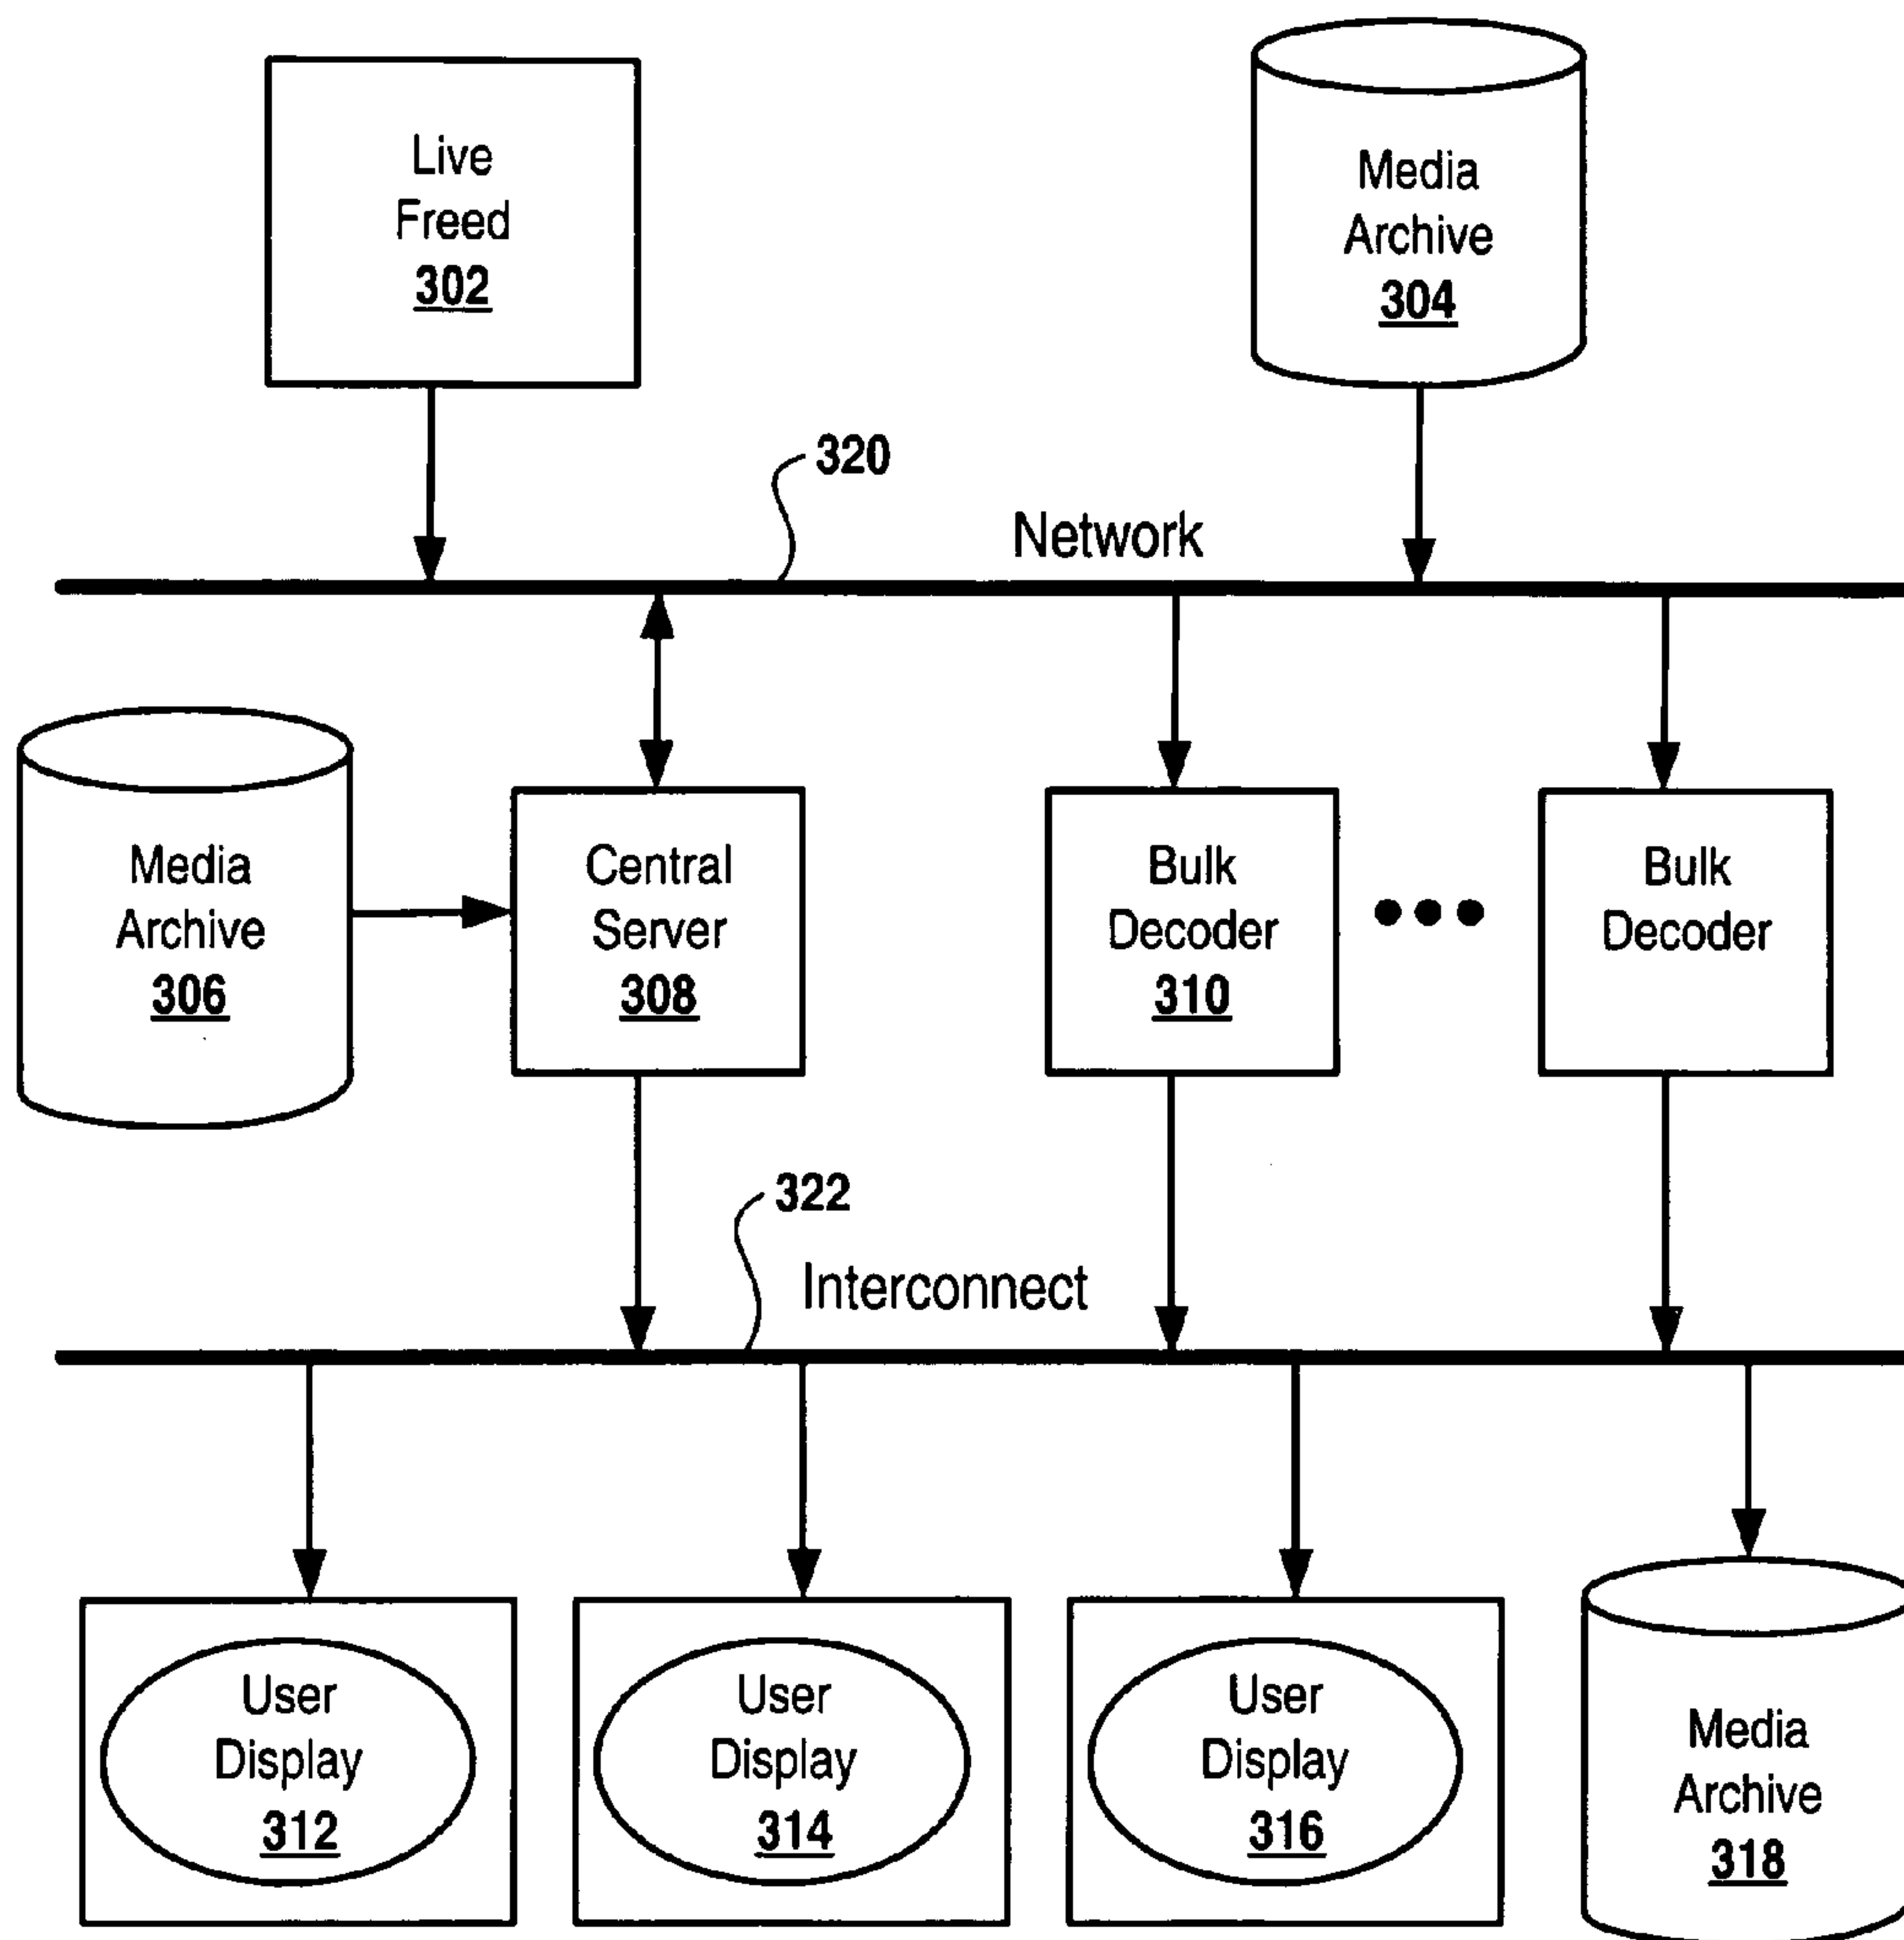 Live
Freed
302
Media
Archive
304
320
Network
Media
Archive
306
Central
Server
308
Bulk
Decoder
310
Bulk
Decoder
322
Interconnect
User
Display
312
User
Display
314
User
Display
316
Media
Archive
318